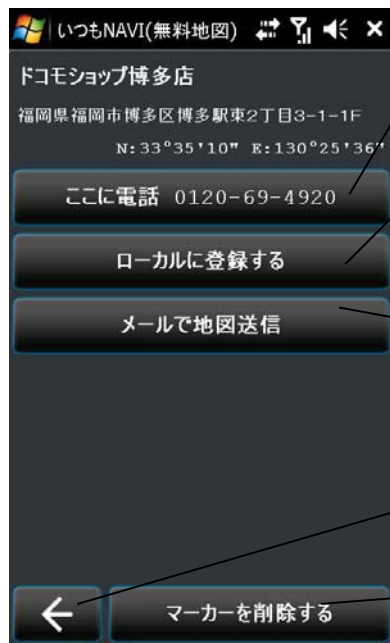 いつもNAVI(無料地図)
ドコモショップ博多店
福岡県福岡市博多区博多駅東2丁目3-1-1F
N:33°35'10" E:130°25'36"
ここに電話 0120-69-4920
ローカルに登録する
メールで地図送信
マーカーを削除する